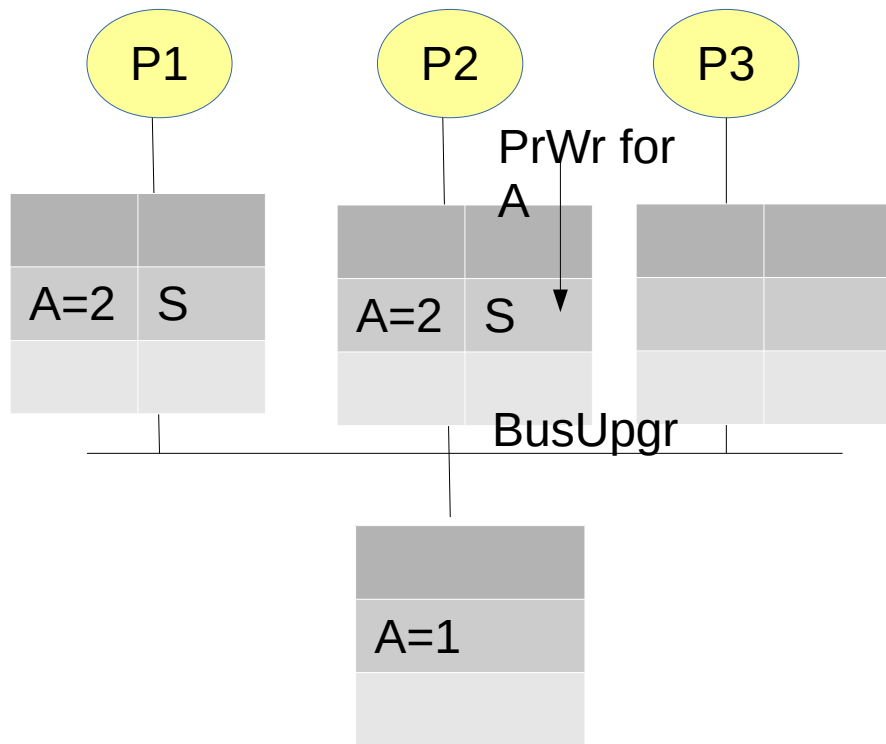 P1
P2
P3
PrWr for
A
A=2 S
A=2 S
BusUpgr
A=1